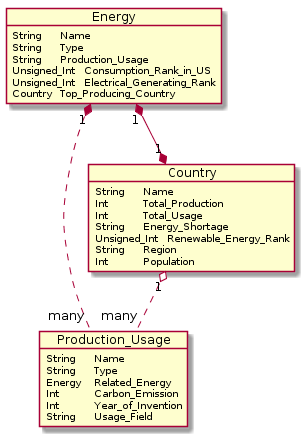 Energy
String Name
String Type
String Production_Usage
Unsigned_Int Consumption_Rank_in_US
Unsigned_Int Electrical_Generating_Rank
Country Top_Producing_Country
1 1
1
Country
String Name
Int Total_Production
Int Total_Usage
String Energy_Shortage
Unsigned_Int Renewable_Energy_Rank
String Region
Int Population
1
many many
Production_Usage
String Name
String Type
Energy Related_Energy
Int Carbon_Emission
Int Year_of_Invention
String Usage_Field